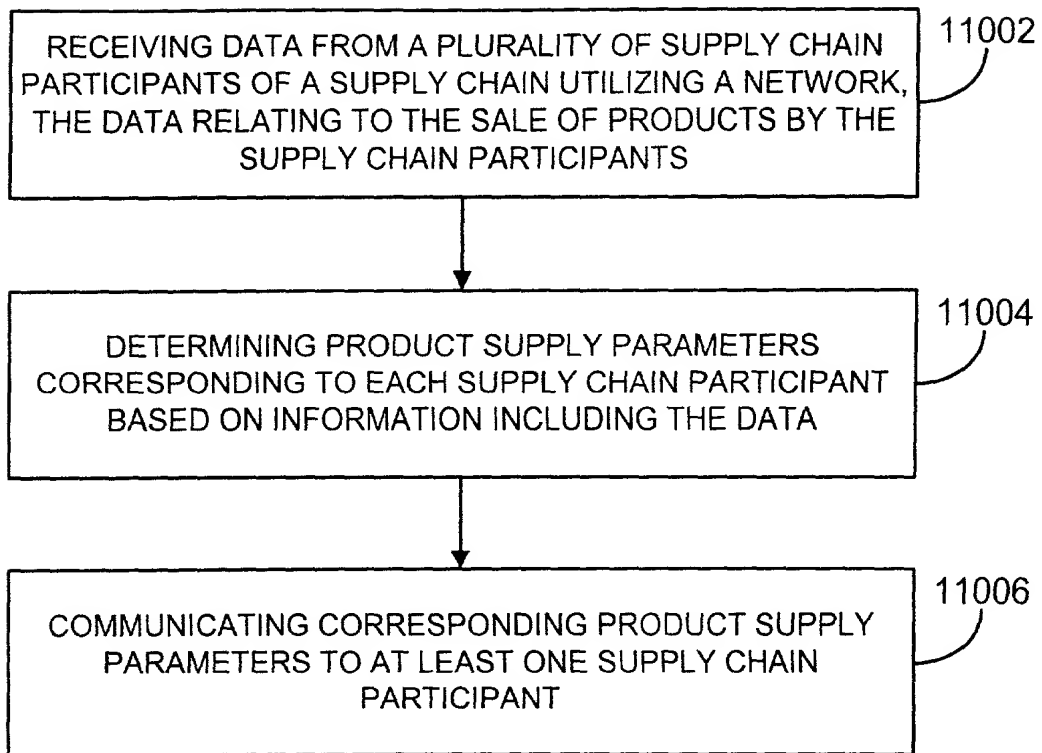 RECEIVING DATA FROM A PLURALITY OF SUPPLY CHAIN
PARTICIPANTS OF A SUPPLY CHAIN UTILIZING A NETWORK,
THE DATA RELATING TO THE SALE OF PRODUCTS BY THE
SUPPLY CHAIN PARTICIPANTS
11002
DETERMINING PRODUCT SUPPLY PARAMETERS
CORRESPONDING TO EACH SUPPLY CHAIN PARTICIPANT
BASED ON INFORMATION INCLUDING THE DATA
11004
COMMUNICATING CORRESPONDING PRODUCT SUPPLY
PARAMETERS TO AT LEAST ONE SUPPLY CHAIN
PARTICIPANT
11006